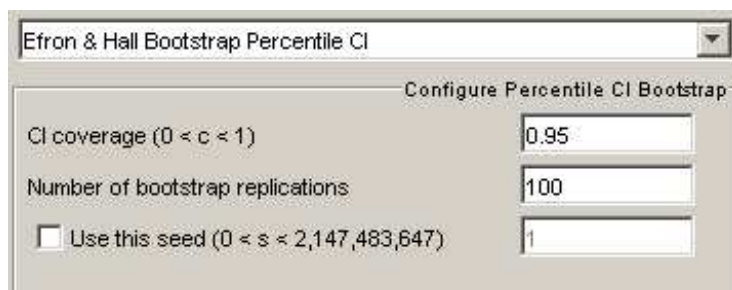 Efron & Hall Bootstrap Percentile CI
Configure Percentile CI Bootstrap
CI coverage (0 < c < 1) 0.95
Number of bootstrap replications 100
Use this seed (0 < s < 2,147,483,647) 1